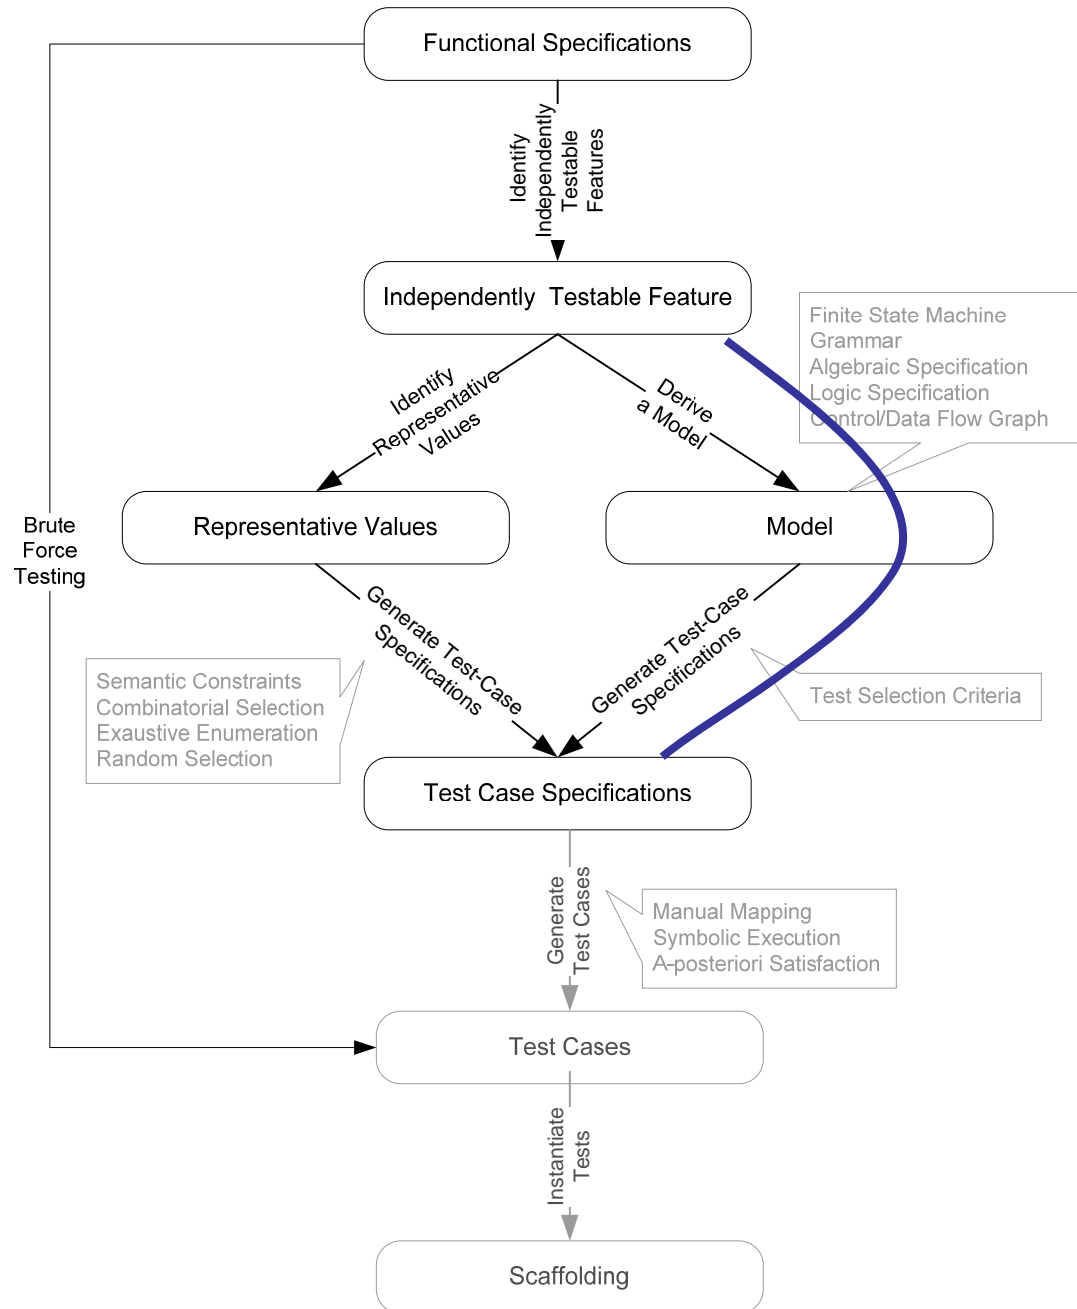 Functional Specifications
Identify
Independently
Testable
Features
Independently Testable Feature
Finite State Machine
Grammar
Algebraic Specification
Logic Specification
Control/Data Flow Graph
Identify
Representative
Values
Derive
a Model
Representative Values
Model
Brute
Force
Testing
Generate Test-Case
Specifications
Generate Test-Case
Specifications
Semantic Constraints
Combinatorial Selection
Exaustive Enumeration
Random Selection
Test Selection Criteria
Test Case Specifications
Generate
Test Cases
Manual Mapping
Symbolic Execution
A-posteriori Satisfaction
Test Cases
Instantiate
Tests
Scaffolding